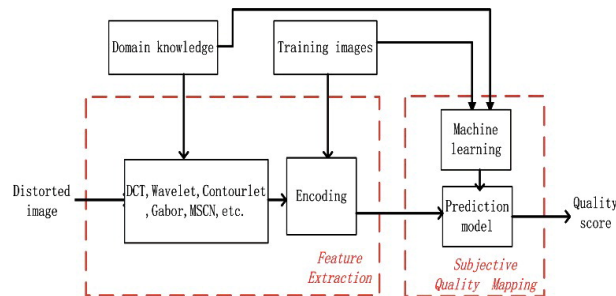 Domain knowledge
Training images
Machine
learning
DCT,Wavelet,Contourlet
,Gabor,MSCN,etc.
Encoding
Distorted
image
Prediction
model
Quality
score
Feature
Extraction
Subjective
Quality Mapping